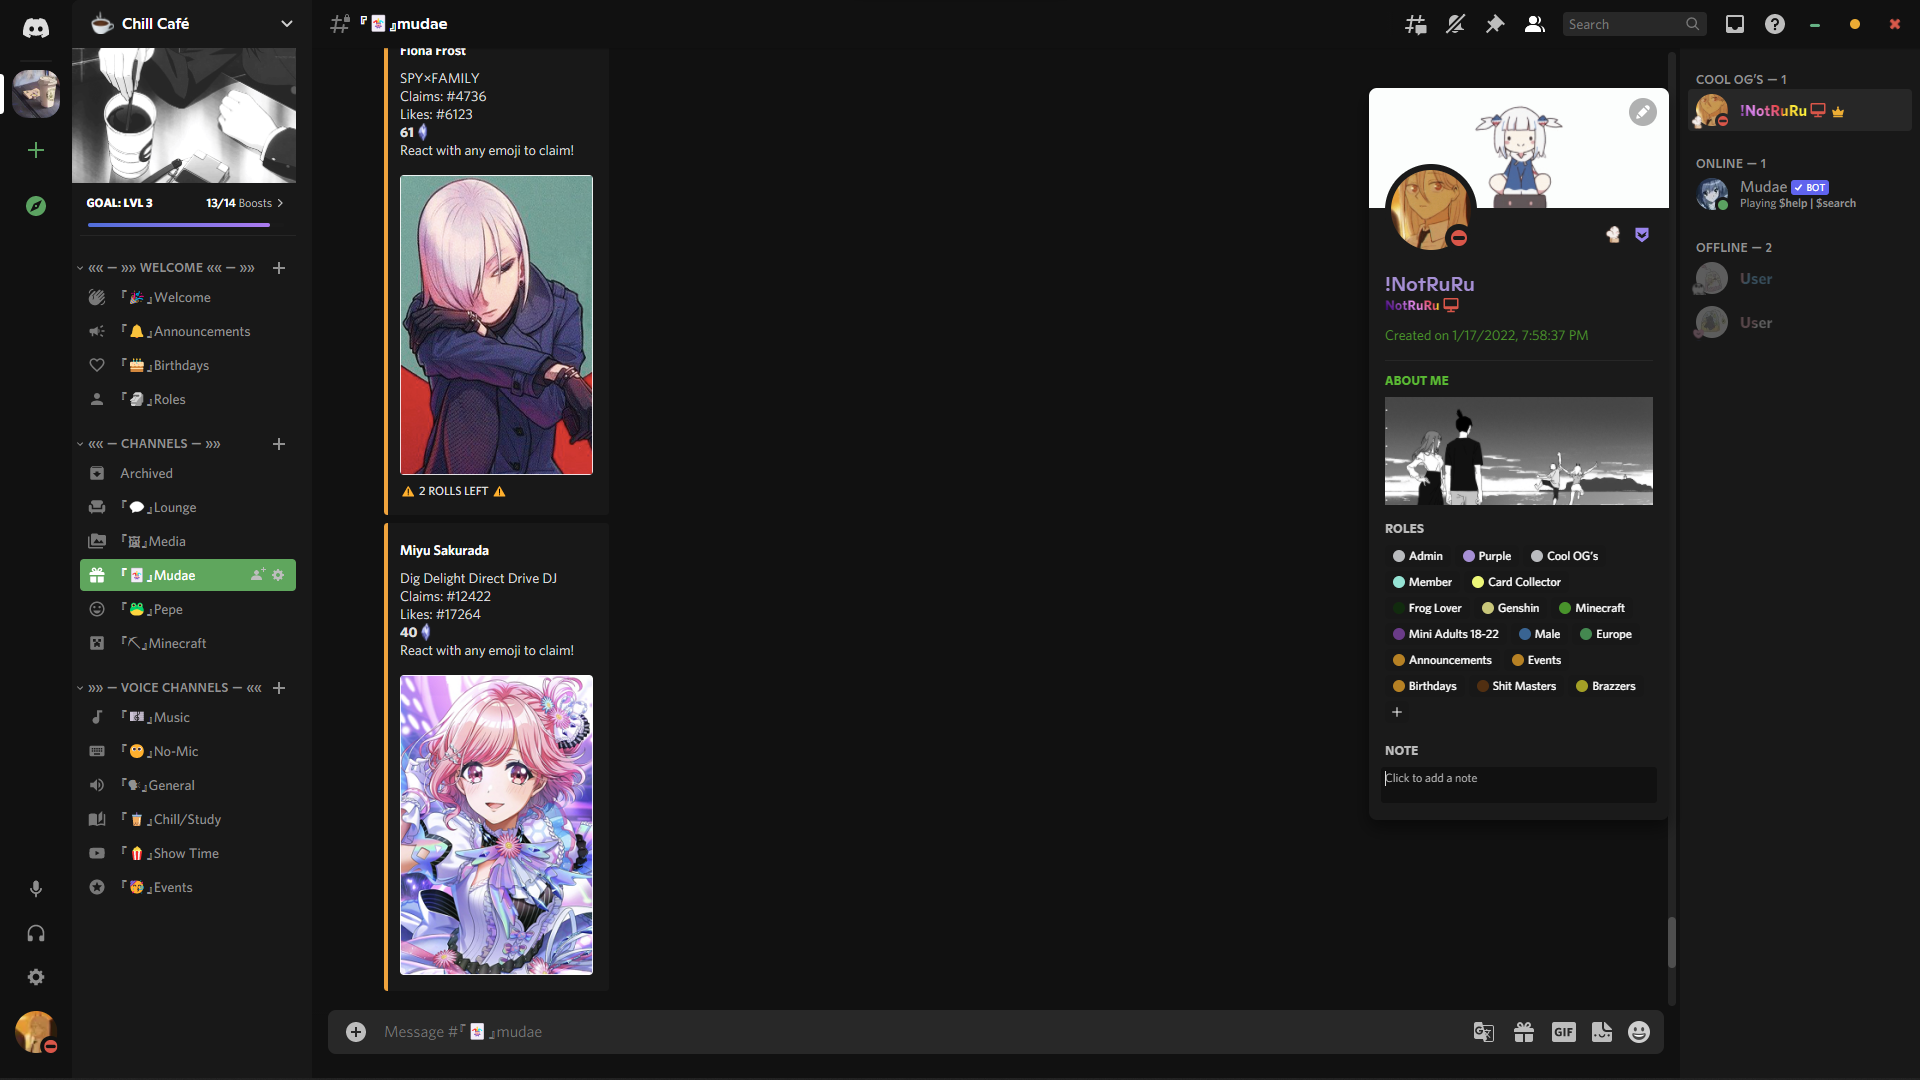 Chill Café
GOAL: LVL 3
13/14 Boosts
«« — »» WELCOME «« — »»
『🎉』Welcome
『🔔』Announcements
『🎂』Birthdays
『🗿』Roles
«« — CHANNELS — »»
Archived
『💬』Lounge
『🖼』Media
『🃏』Mudae
『🐸』Pepe
『⛏』Minecraft
»» — VOICE CHANNELS — ««
『🎼』Music
『😶』No-Mic
『🗣』General
『🧋』Chill/Study
『🍿』Show Time
『🥳』Events
『🃏』mudae
Search
Fiona Frost
SPY×FAMILY
Claims: #4736
Likes: #6123
61
React with any emoji to claim!
⚠ 2 ROLLS LEFT ⚠
Miyu Sakurada
Dig Delight Direct Drive DJ
Claims: #12422
Likes: #17264
40
React with any emoji to claim!
Message #『🃏』mudae
GIF
!NotRuRu
NotRuRu
Created on 1/17/2022, 7:58:37 PM
ABOUT ME
ROLES
Admin Purple Cool OG's
Member Card Collector
Frog Lover Genshin Minecraft
Mini Adults 18-22 Male Europe
Announcements Events
Birthdays Shit Masters Brazzers
+
NOTE
Click to add a note
COOL OG'S — 1
!NotRuRu
ONLINE — 1
Mudae ✓ BOT
Playing $help | $search
OFFLINE — 2
User
User